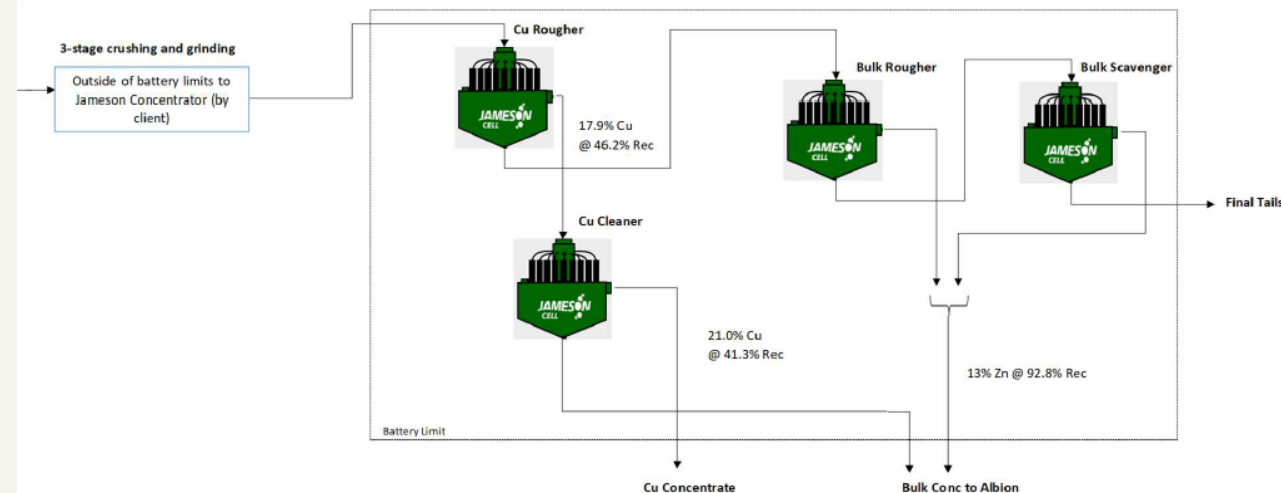 3-stage crushing and grinding
Outside of battery limits to
Jameson Concentrator (by
client)
Cu Rougher
JAMESON
CELL
17.9% Cu
@ 46.2% Rec
Bulk Rougher
JAMESON
CELL
Bulk Scavenger
JAMESON
CELL
Final Tails
Cu Cleaner
JAMESON
CELL
21.0% Cu
@ 41.3% Rec
13% Zn @ 92.8% Rec
Battery Limit
Cu Concentrate
Bulk Conc to Albion